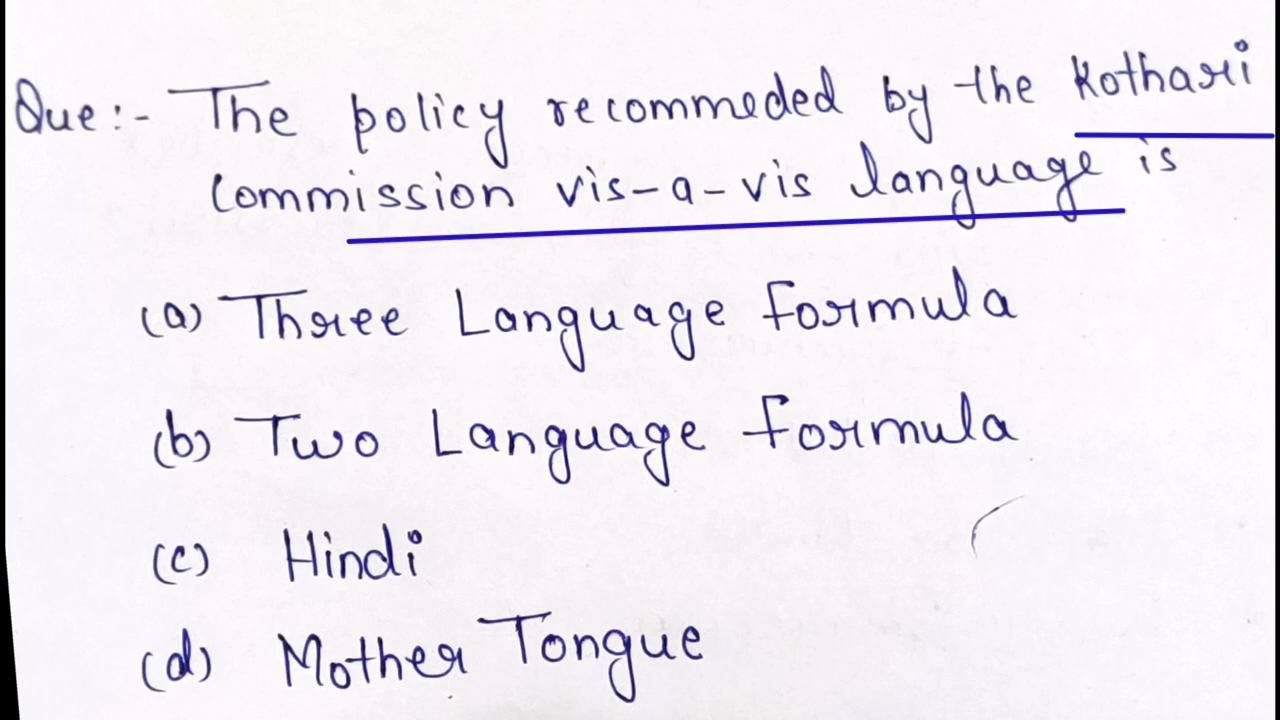 Que:- The policy recommeded by the Kothari
Commission vis-a-vis language is
(a) Three Language Formula
(b) Two Language Formula
(c) Hindi
(d) Mother Tongue